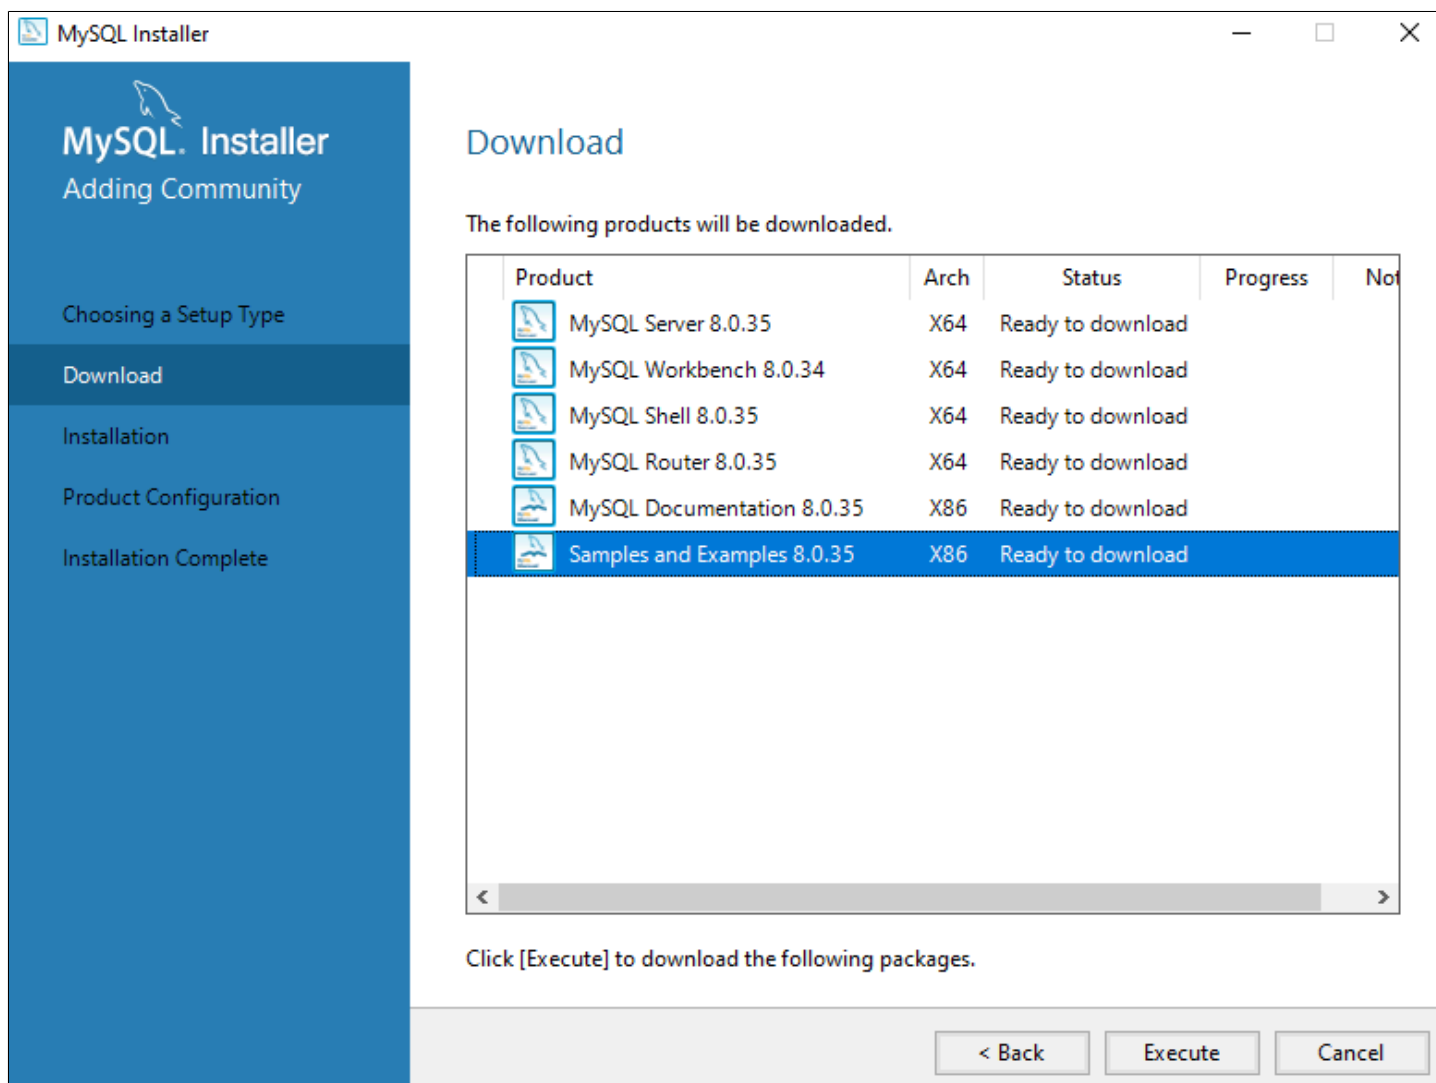 MySQL Installer
MySQL. Installer
Adding Community
Choosing a Setup Type
Download
Installation
Product Configuration
Installation Complete
Download
The following products will be downloaded.
Product Arch Status Progress Not
MySQL Server 8.0.35 X64 Ready to download
MySQL Workbench 8.0.34 X64 Ready to download
MySQL Shell 8.0.35 X64 Ready to download
MySQL Router 8.0.35 X64 Ready to download
MySQL Documentation 8.0.35 X86 Ready to download
Samples and Examples 8.0.35 X86 Ready to download
Click [Execute] to download the following packages.
< Back Execute Cancel